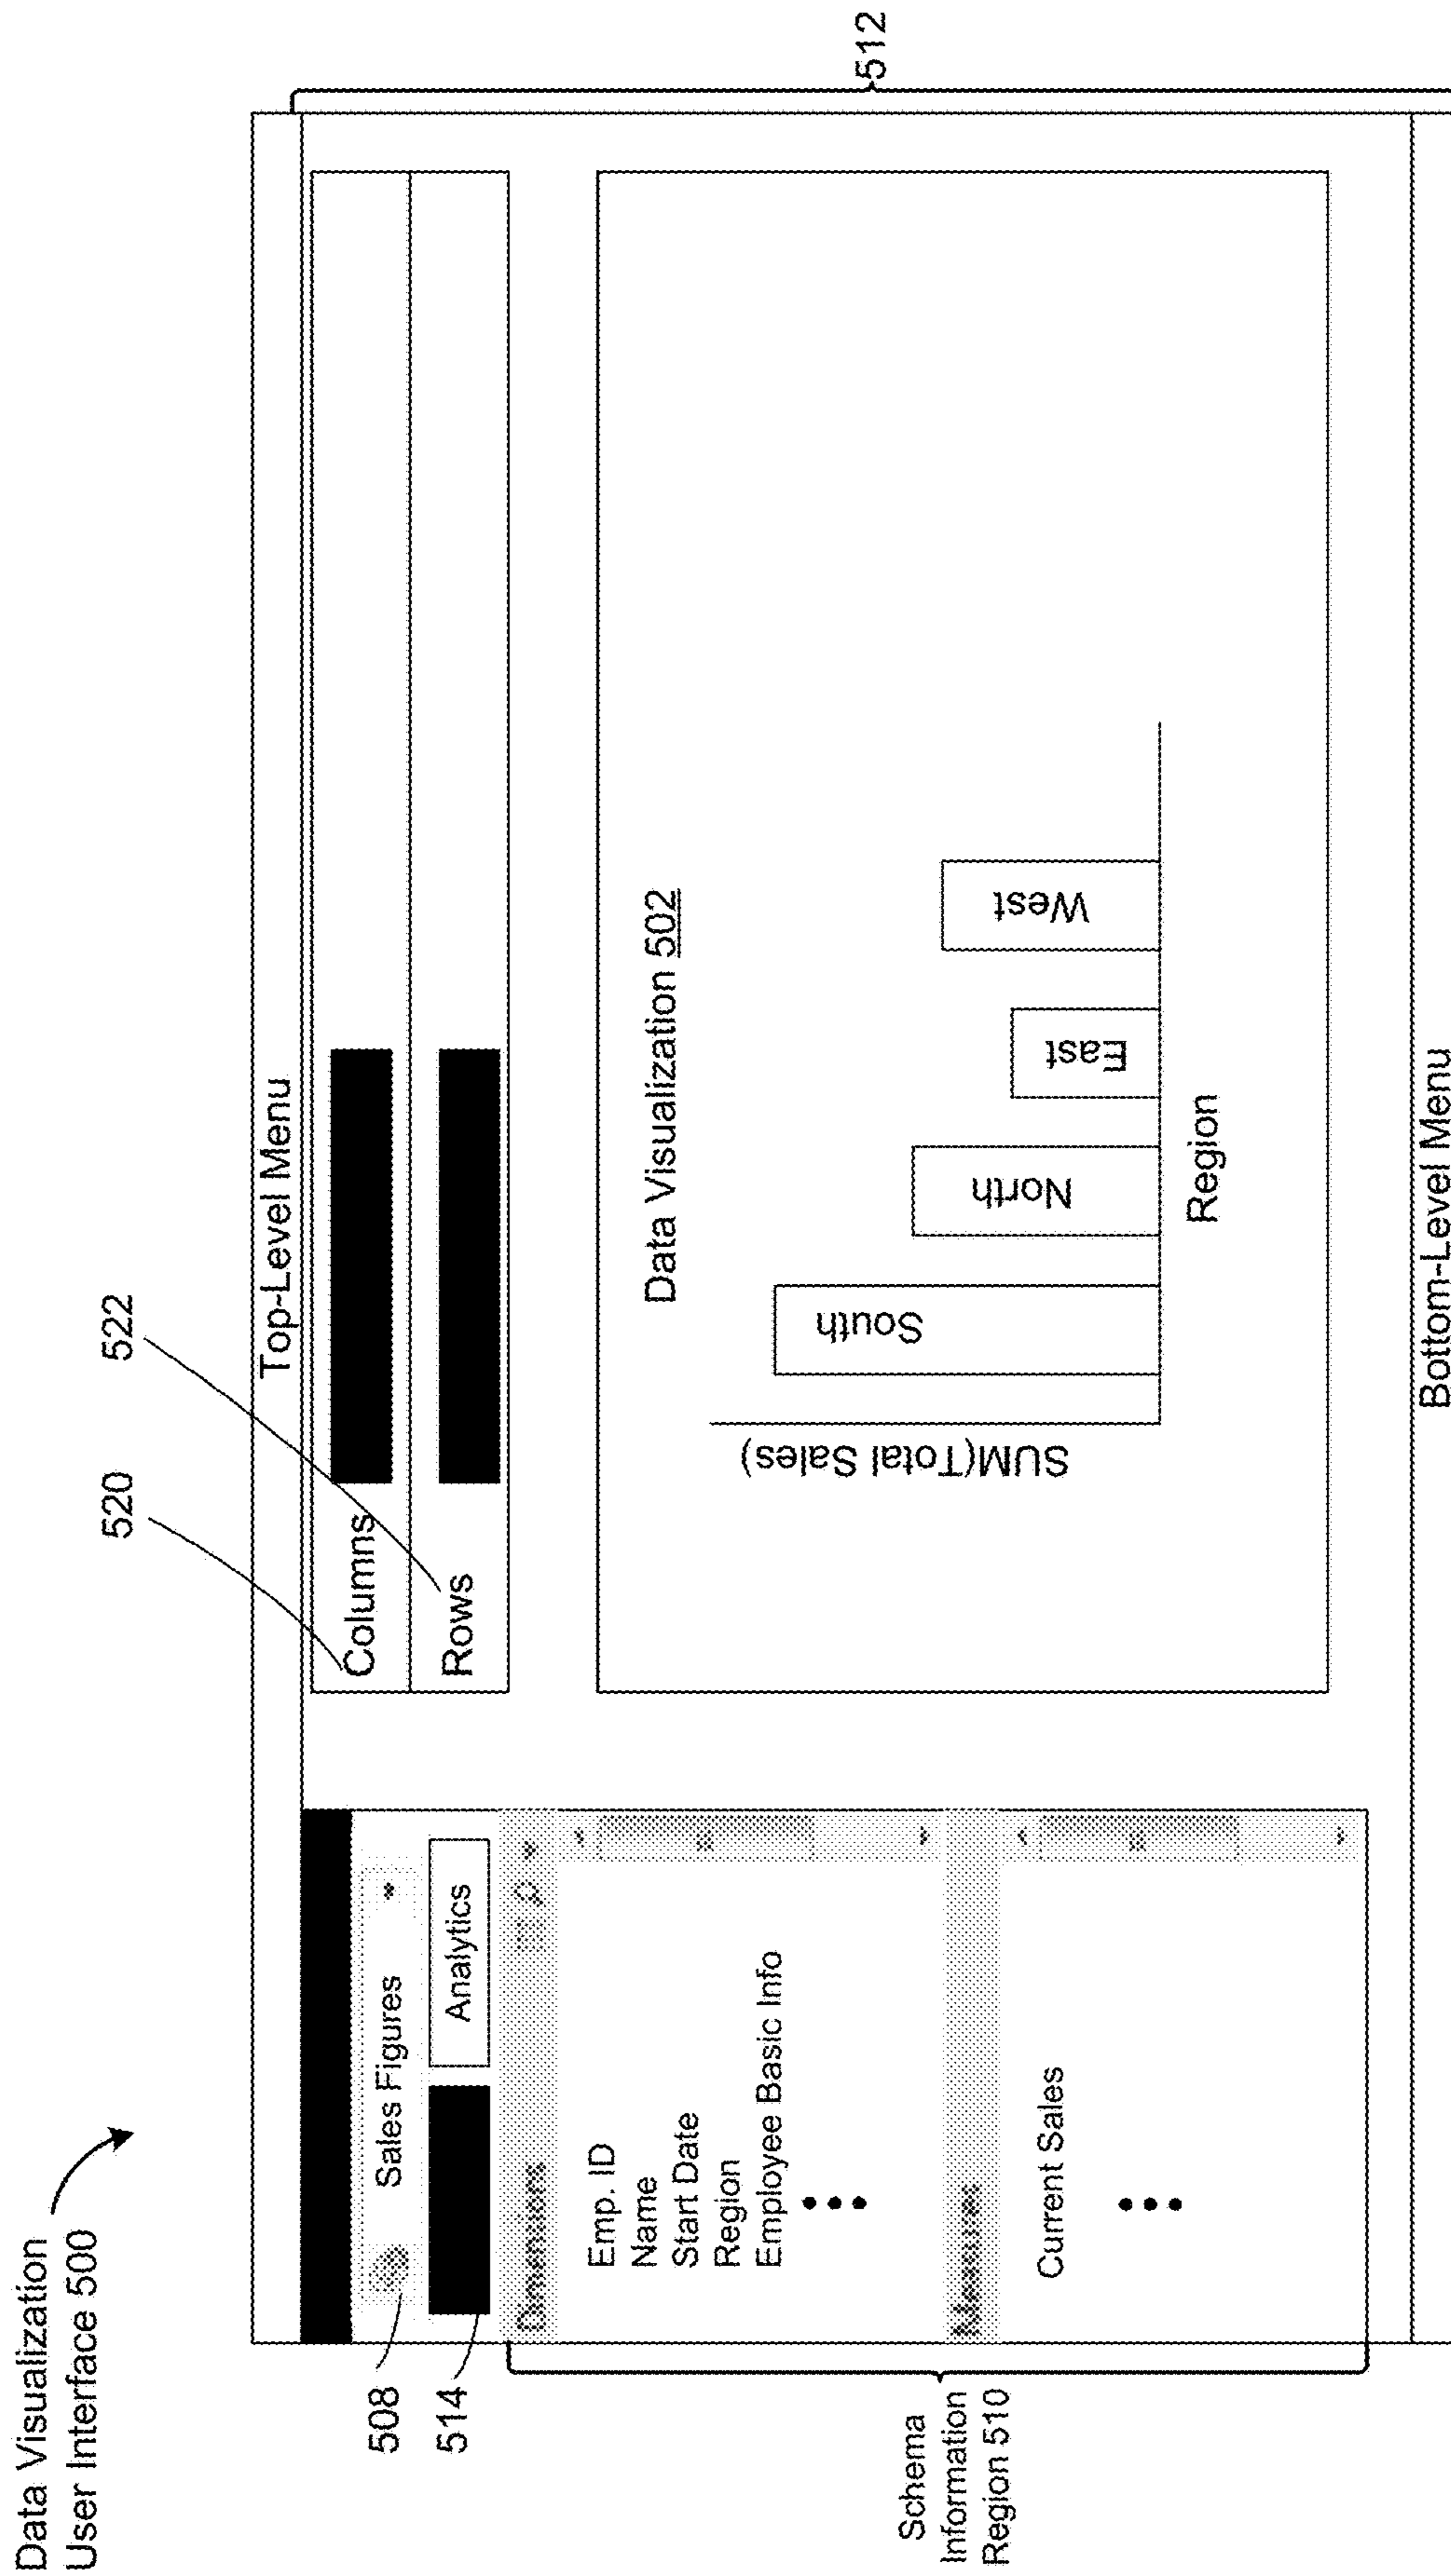 Data Visualization
User Interface 500
520
522
Top-Level Menu
508
Sales Figures
Columns
514
Analytics
Rows
Dimensions
Emp. ID
Name
Start Date
Region
Employee Basic Info
Schema
Information
Region 510
Measures
Current Sales
Data Visualization 502
SUM(Total Sales)
South
North
East
West
Region
512
Bottom-Level Menu